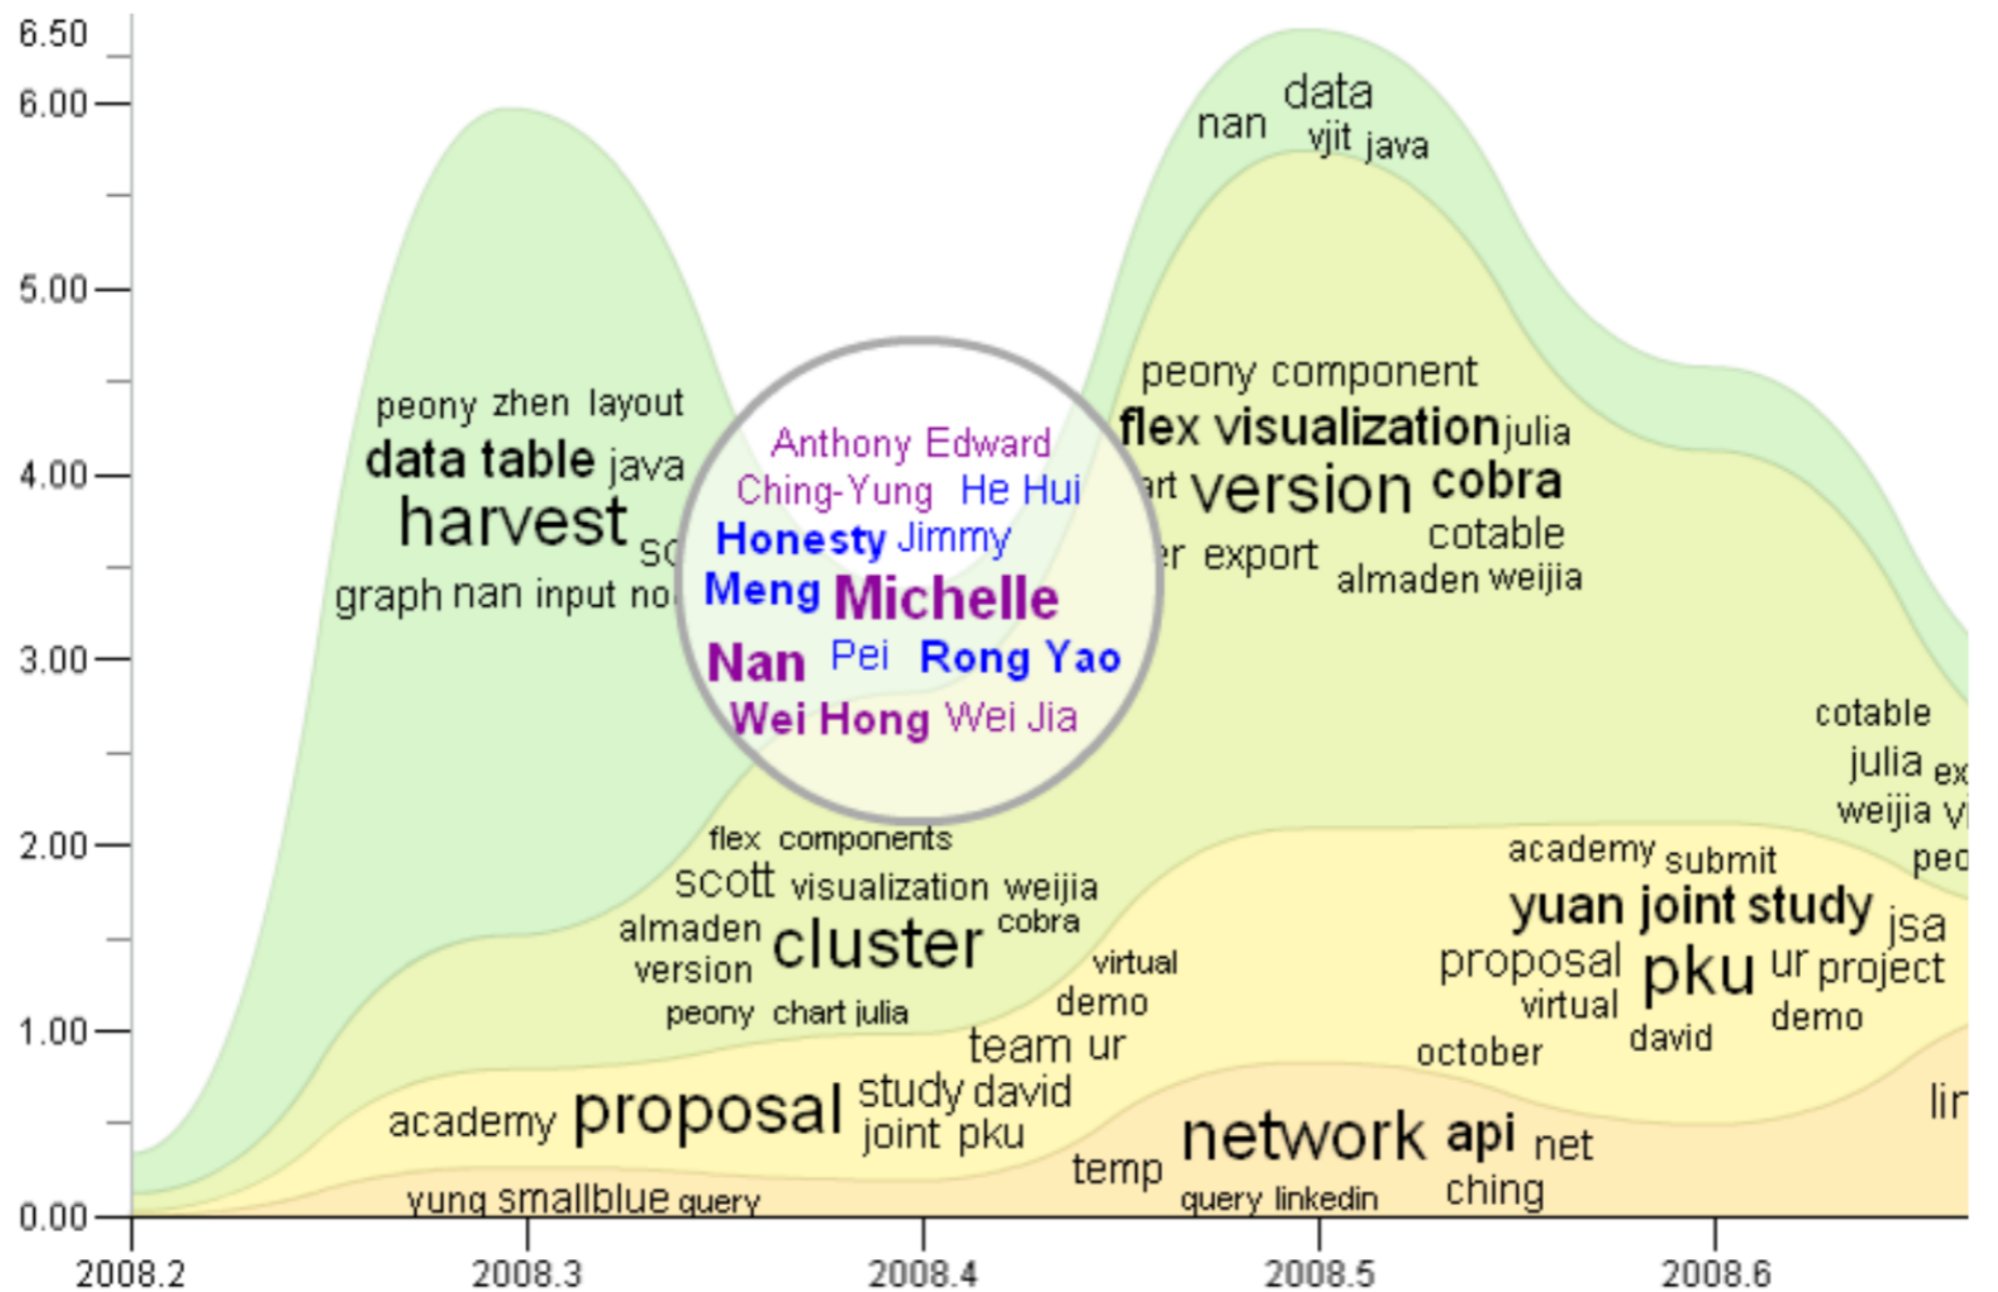 6.50
6.00
5.00
4.00
3.00
2.00
1.00
0.00
2008.2 2008.3 2008.4 2008.5 2008.6
peony zhen layout
data table java
harvest
graph nan input
Anthony Edward
Ching-Yung He Hui
Honesty Jimmy
Meng Michelle
Nan Pei Rong Yao
Wei Hong Wei Jia
data
nan vjit java
peony component
flex visualization julia
version cobra
export cotable
almaden weijia
flex components
scott visualization weijia
almaden cluster cobra
version
peony chart julia
virtual
demo
team ur
academy proposal study david
joint pku
yung smallblue query
temp network api net
query linkedin ching
academy submit
yuan joint study jsa
proposal pku ur project
virtual demo
october david
cotable
julia
weijia